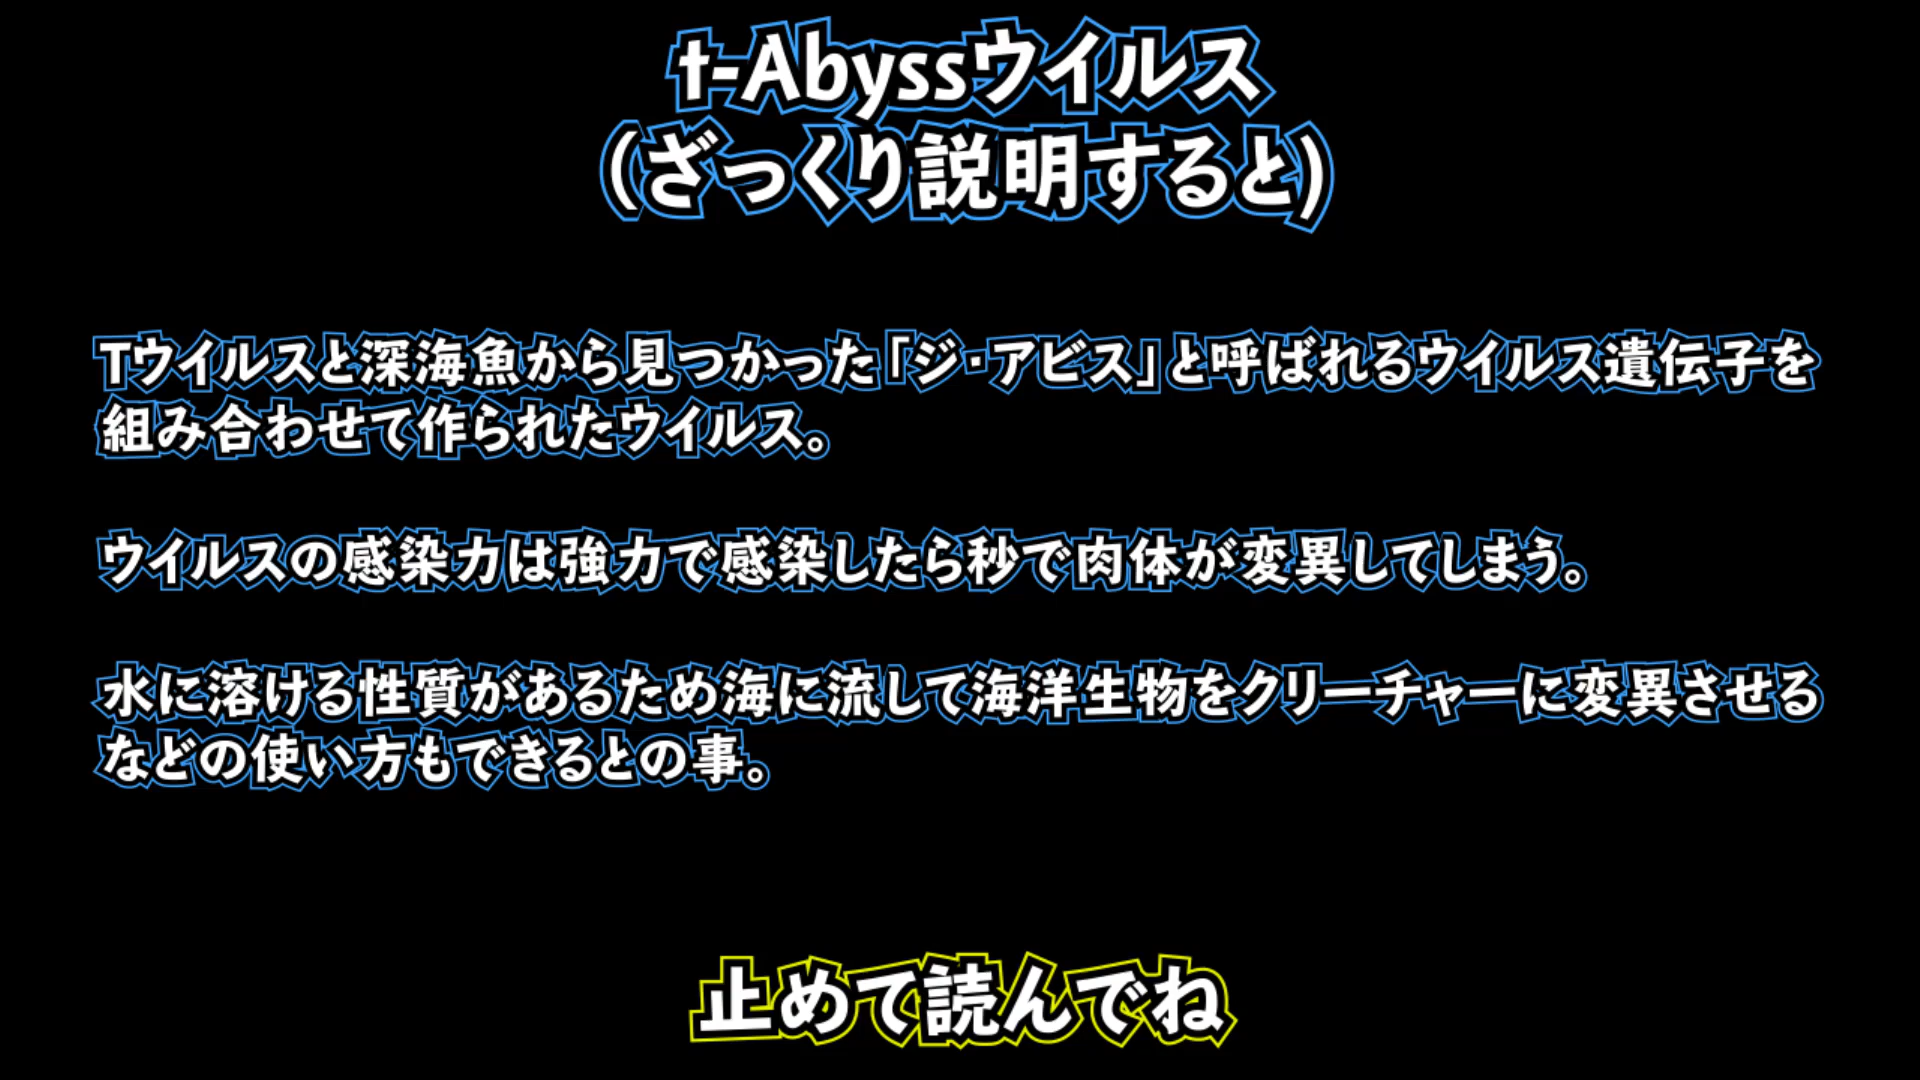 t-Abyssウイルス
(ざっくり説明すると)
Tウイルスと深海魚から見つかった「ジ・アビス」と呼ばれるウイルス遺伝子を
組み合わせて作られたウイルス。
ウイルスの感染力は強力で感染したら秒で肉体が変異してしまう。
水に溶ける性質があるため海に流して海洋生物をクリーチャーに変異させる
などの使い方もできるとの事。
止めて読んでね